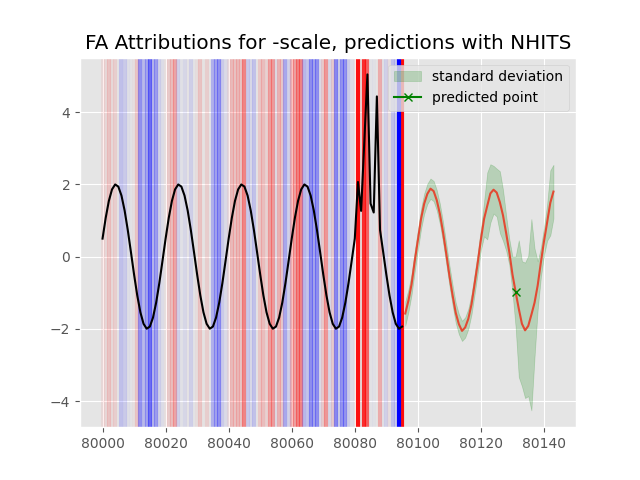 FA Attributions for -scale, predictions with NHITS
standard deviation
predicted point
4
2
0
−2
−4
80000 80020 80040 80060 80080 80100 80120 80140